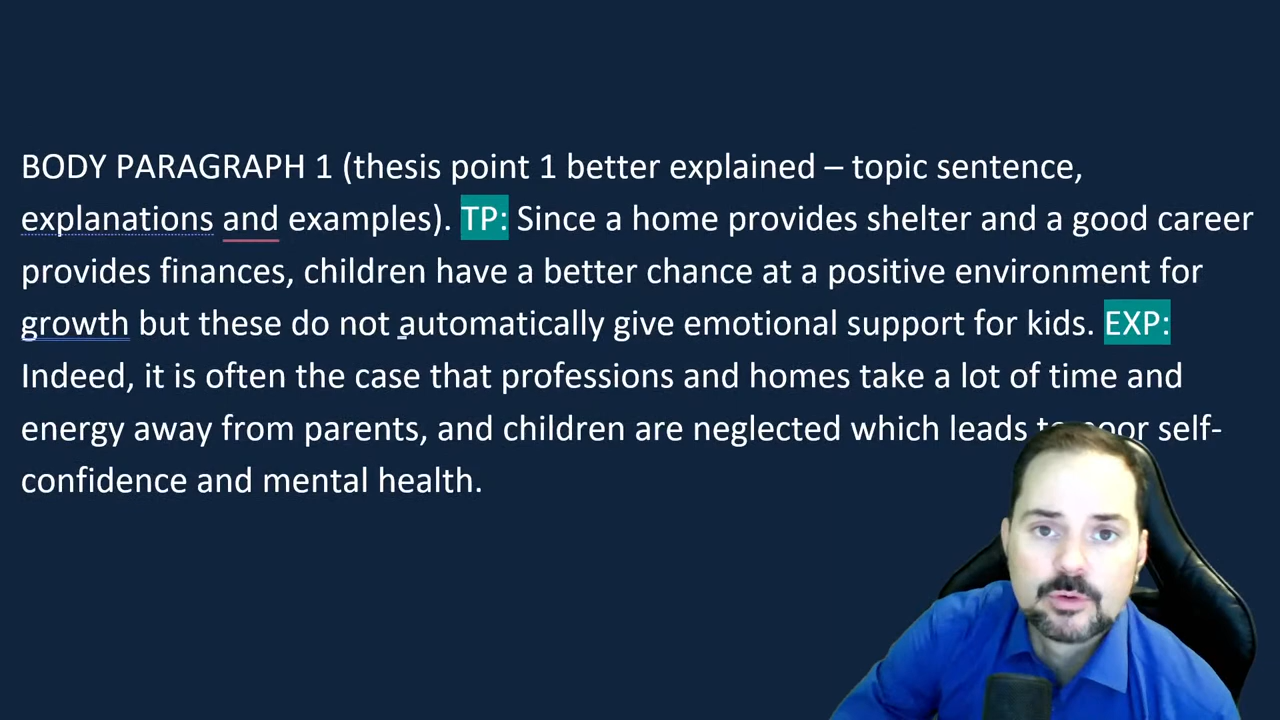 BODY PARAGRAPH 1 (thesis point 1 better explained – topic sentence,
explanations and examples). TP: Since a home provides shelter and a good career
provides finances, children have a better chance at a positive environment for
growth but these do not automatically give emotional support for kids. EXP:
Indeed, it is often the case that professions and homes take a lot of time and
energy away from parents, and children are neglected which leads to poor self-
confidence and mental health.